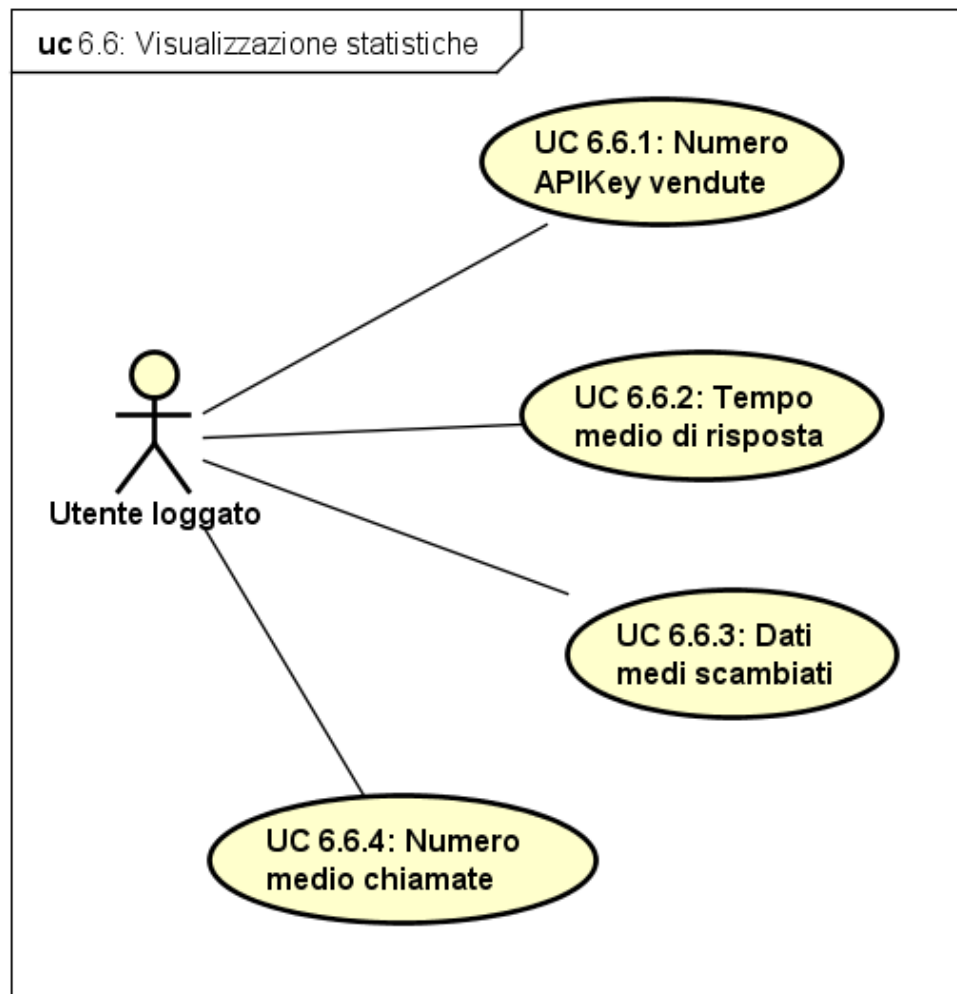 uc 6.6: Visualizzazione statistiche
UC 6.6.1: Numero
APIKey vendute
UC 6.6.2: Tempo
medio di risposta
Utente loggato
UC 6.6.3: Dati
medi scambiati
UC 6.6.4: Numero
medio chiamate